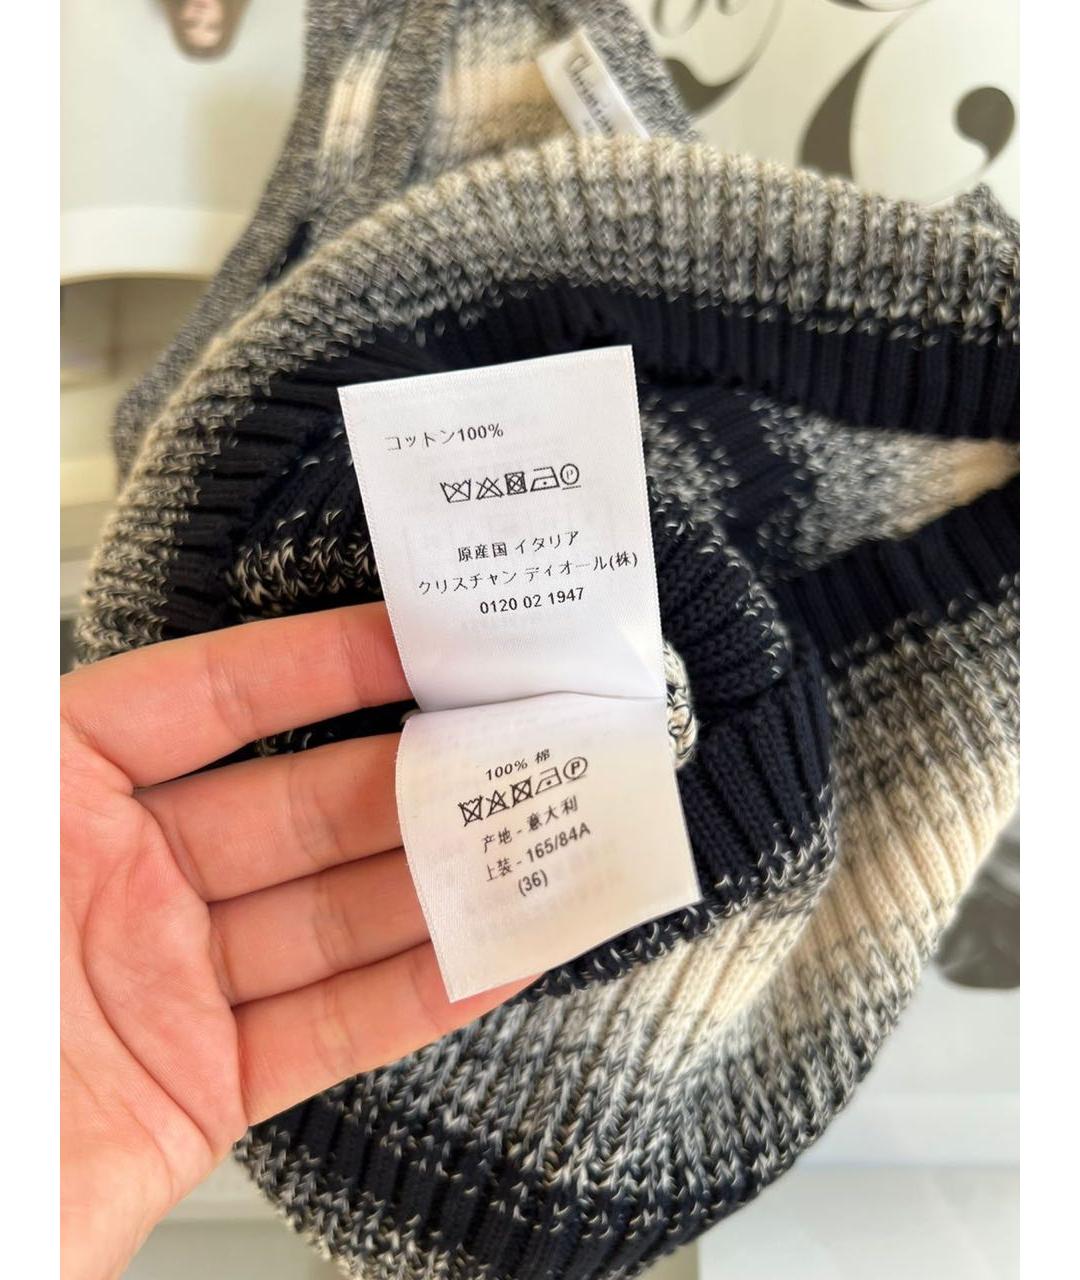 コットン100%
原産国 イタリア
クリスチャン ディオール(株)
0120 02 1947
100% 棉
产地 - 意大利
上装 - 165/84A
(36)